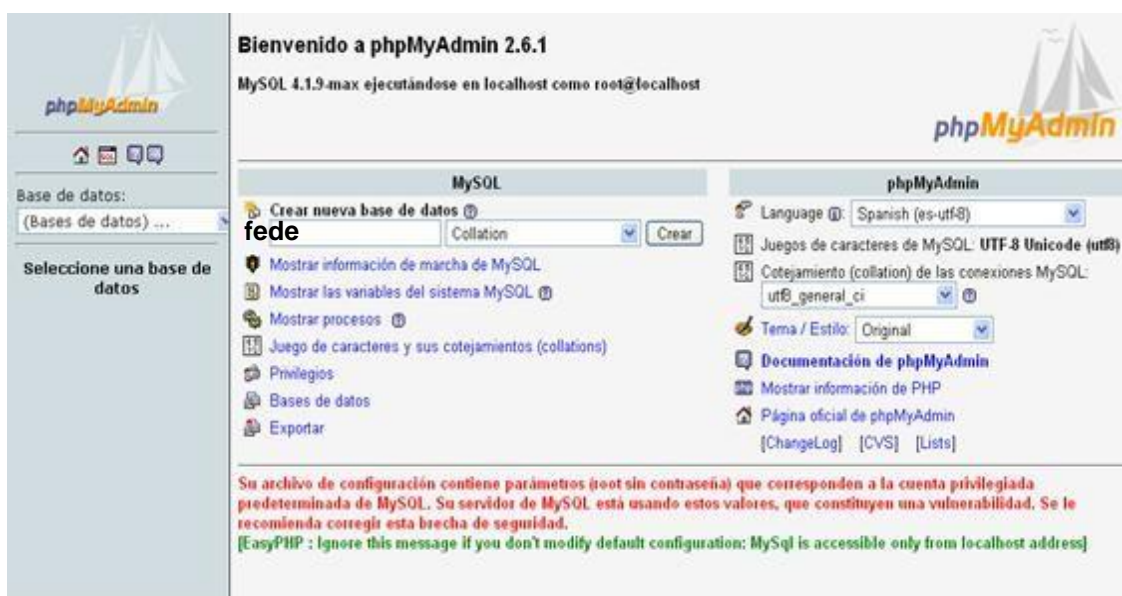 phpMyAdmin
Base de datos:
(Bases de datos) ...
Seleccione una base de
datos
Bienvenido a phpMyAdmin 2.6.1
MySQL 4.1.9-max ejecutándose en localhost como root@localhost
phpMyAdmin
MySQL
Crear nueva base de datos
fede
Collation
Crear
Mostrar información de marcha de MySQL
Mostrar las variables del sistema MySQL
Mostrar procesos
Juego de caracteres y sus cotejamientos (collations)
Privilegios
Bases de datos
Exportar
phpMyAdmin
Language : Spanish (es-utf-8)
Juegos de caracteres de MySQL: UTF-8 Unicode (utf8)
Cotejamiento (collation) de las conexiones MySQL:
utf8_general_ci
Tema / Estilo: Original
Documentación de phpMyAdmin
Mostrar información de PHP
Página oficial de phpMyAdmin
[ChangeLog] [CVS] [Lists]
Su archivo de configuración contiene parámetros (root sin contraseña) que corresponden a la cuenta privilegiada
predeterminada de MySQL. Su servidor de MySQL está usando estos valores, que constituyen una vulnerabilidad. Se le
recomienda corregir esta brecha de seguridad.
[EasyPHP : Ignore this message if you don't modify default configuration: MySql is accessible only from localhost address]